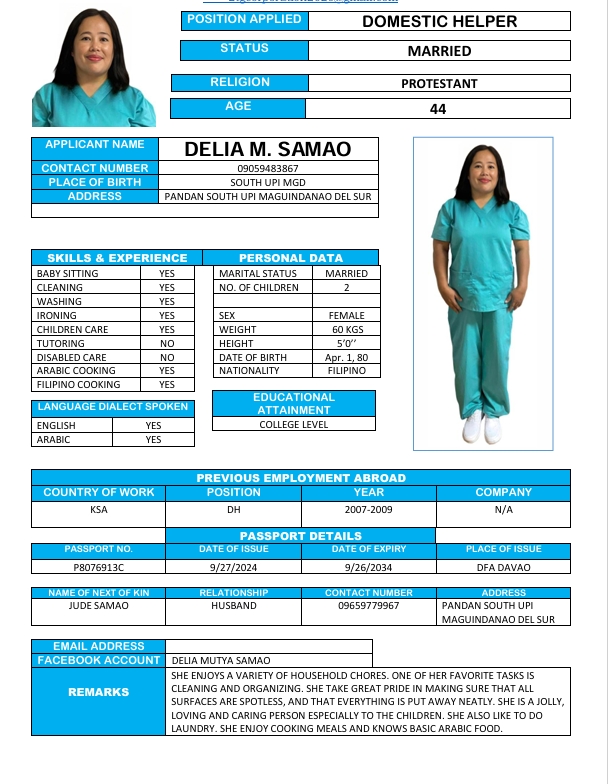 POSITION APPLIED DOMESTIC HELPER
STATUS MARRIED
RELIGION PROTESTANT
AGE 44
APPLICANT NAME DELIA M. SAMAO
CONTACT NUMBER 09059483867
PLACE OF BIRTH SOUTH UPI MGD
ADDRESS PANDAN SOUTH UPI MAGUINDANAO DEL SUR
SKILLS & EXPERIENCE PERSONAL DATA
BABY SITTING YES MARITAL STATUS MARRIED
CLEANING YES NO. OF CHILDREN 2
WASHING YES
IRONING YES SEX FEMALE
CHILDREN CARE YES WEIGHT 60 KGS
TUTORING NO HEIGHT 5'0''
DISABLED CARE NO DATE OF BIRTH Apr. 1, 80
ARABIC COOKING YES NATIONALITY FILIPINO
FILIPINO COOKING YES
EDUCATIONAL
ATTAINMENT
COLLEGE LEVEL
LANGUAGE DIALECT SPOKEN
ENGLISH YES
ARABIC YES
PREVIOUS EMPLOYMENT ABROAD
COUNTRY OF WORK POSITION YEAR COMPANY
KSA DH 2007-2009 N/A
PASSPORT DETAILS
PASSPORT NO. DATE OF ISSUE DATE OF EXPIRY PLACE OF ISSUE
P8076913C 9/27/2024 9/26/2034 DFA DAVAO
NAME OF NEXT OF KIN RELATIONSHIP CONTACT NUMBER ADDRESS
JUDE SAMAO HUSBAND 09659779967 PANDAN SOUTH UPI
MAGUINDANAO DEL SUR
EMAIL ADDRESS
FACEBOOK ACCOUNT DELIA MUTYA SAMAO
REMARKS
SHE ENJOYS A VARIETY OF HOUSEHOLD CHORES. ONE OF HER FAVORITE TASKS IS
CLEANING AND ORGANIZING. SHE TAKE GREAT PRIDE IN MAKING SURE THAT ALL
SURFACES ARE SPOTLESS, AND THAT EVERYTHING IS PUT AWAY NEATLY. SHE IS A JOLLY,
LOVING AND CARING PERSON ESPECIALLY TO THE CHILDREN. SHE ALSO LIKE TO DO
LAUNDRY. SHE ENJOY COOKING MEALS AND KNOWS BASIC ARABIC FOOD.